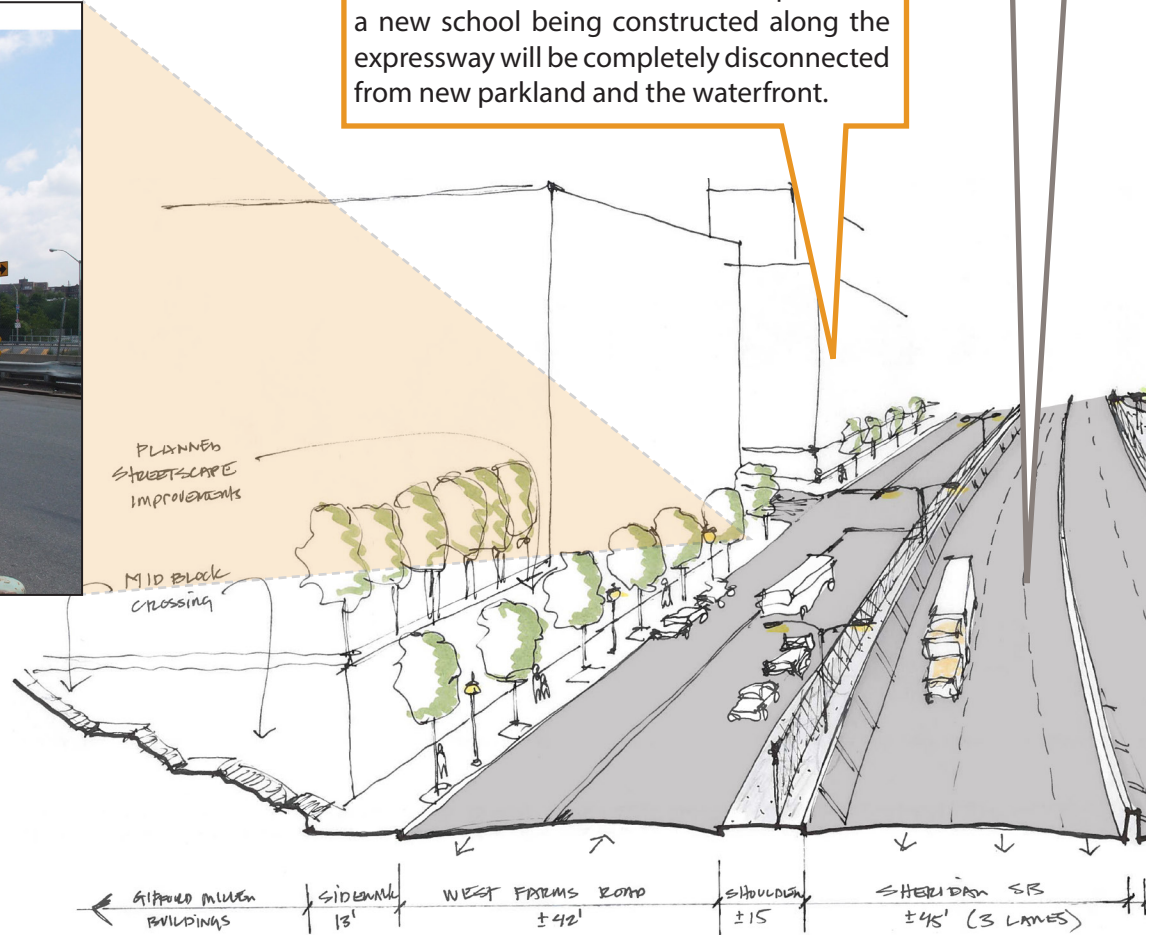 a new school being constructed along the
expressway will be completely disconnected
from new parkland and the waterfront.
PLANNED
STREETSCAPE
IMPROVEMENTS
MID BLOCK
CROSSING
GIFFORD MILLER
BUILDINGS
SIDEWALK
13'
WEST FARMS ROAD
±42'
SHOULDER
±15
SHERIDAN SB
±45' (3 LANES)